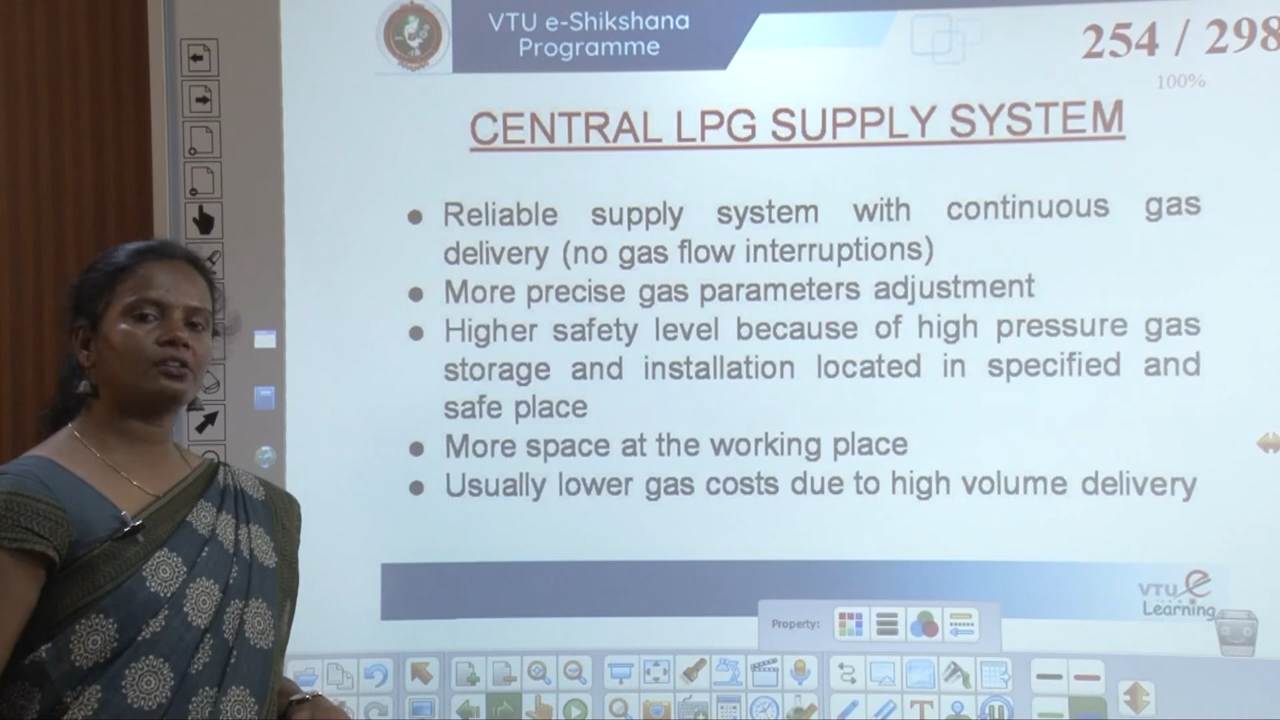 VTU e-Shikshana
Programme
254 / 298
100%
CENTRAL LPG SUPPLY SYSTEM
● Reliable supply system with continuous gas
delivery (no gas flow interruptions)
● More precise gas parameters adjustment
● Higher safety level because of high pressure gas
storage and installation located in specified and
safe place
● More space at the working place
● Usually lower gas costs due to high volume delivery
VTU e
Learning
Property: